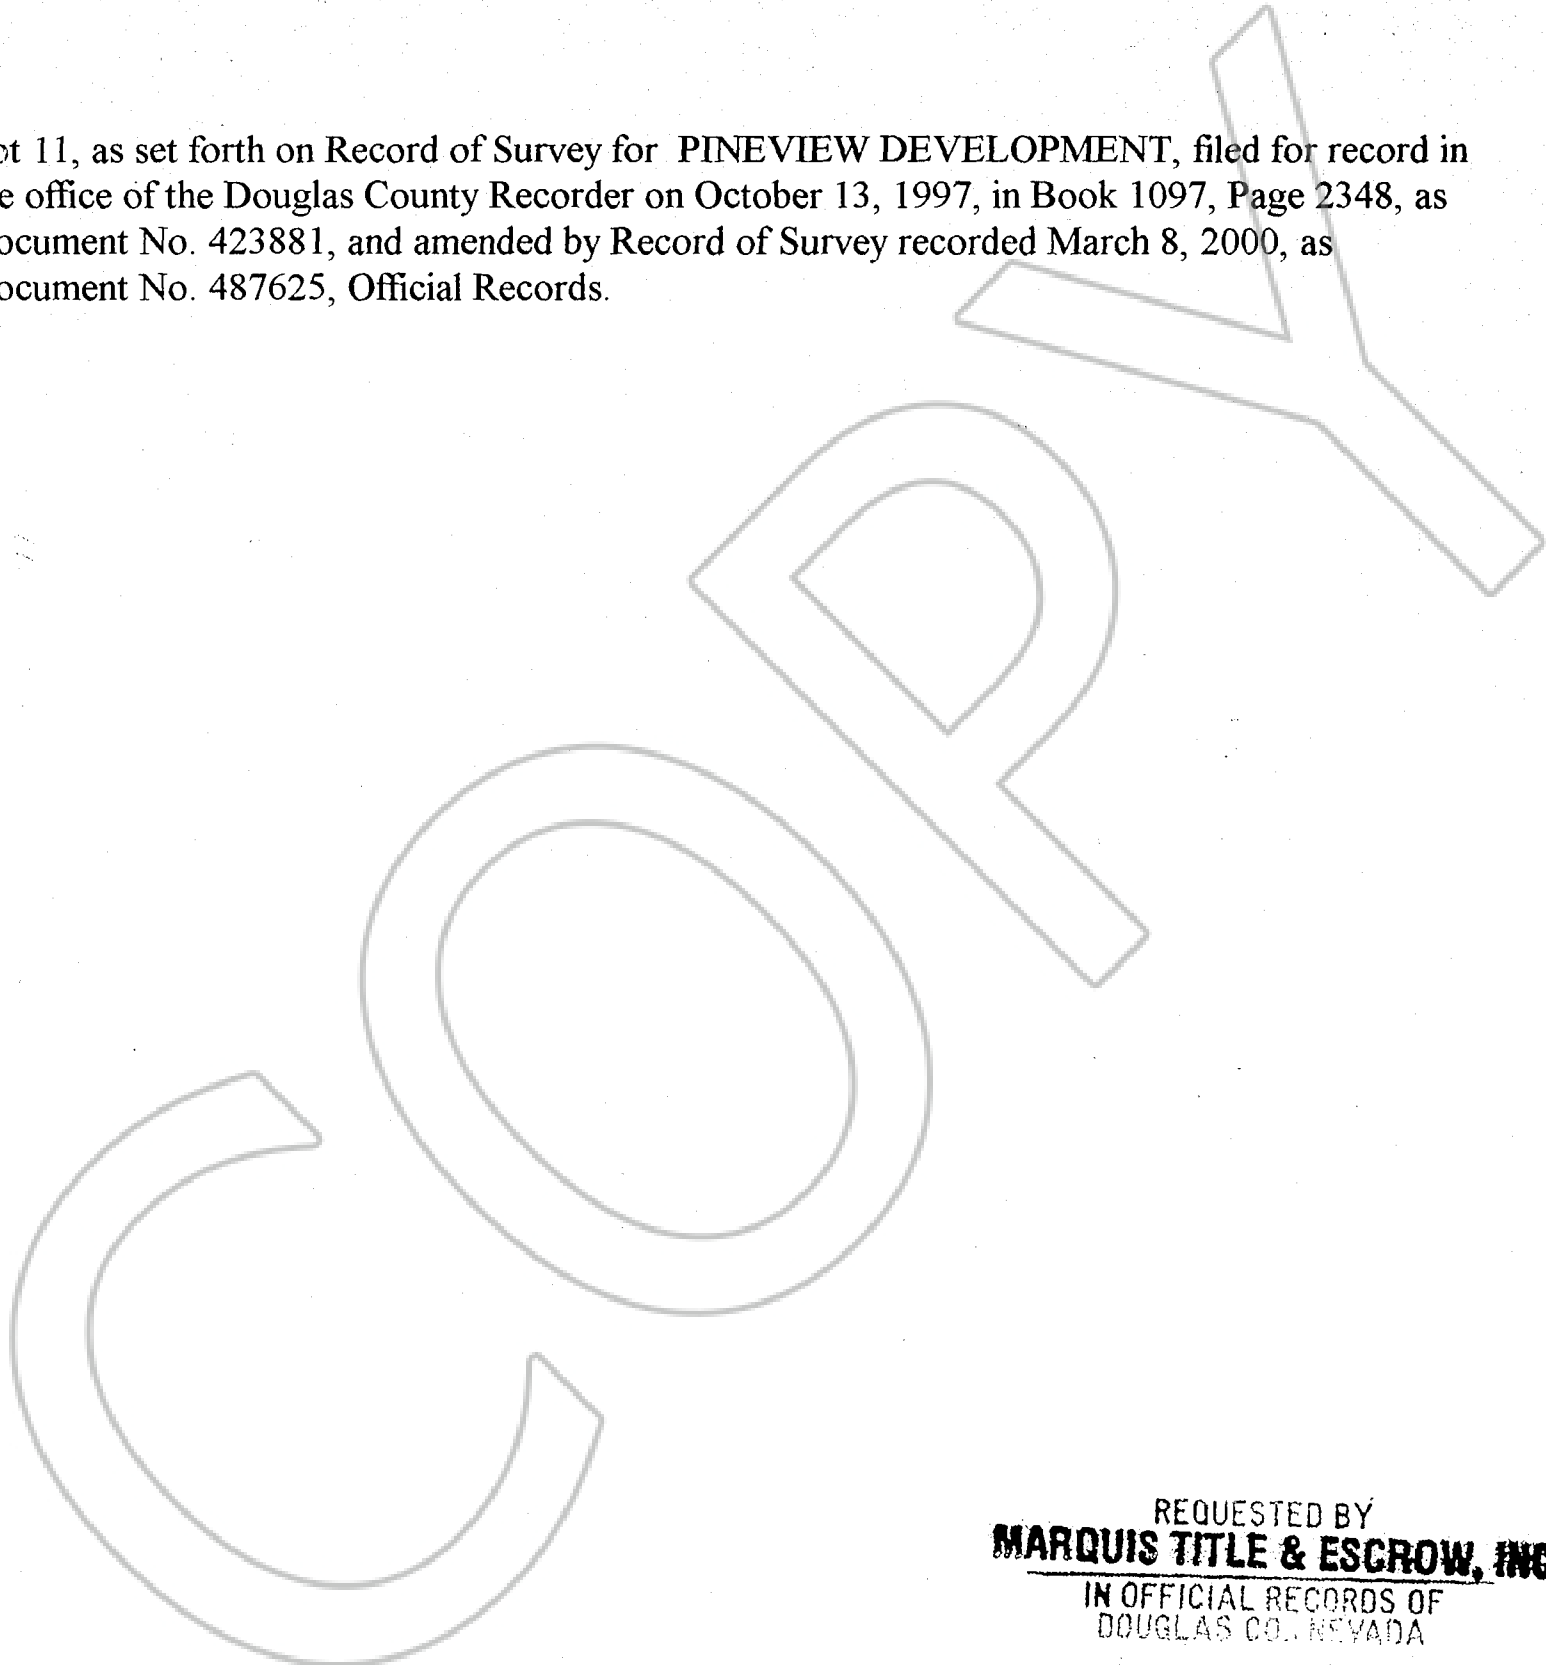 ot 11, as set forth on Record of Survey for PINEVIEW DEVELOPMENT, filed for record in
e office of the Douglas County Recorder on October 13, 1997, in Book 1097, Page 2348, as
ocument No. 423881, and amended by Record of Survey recorded March 8, 2000, as
ocument No. 487625, Official Records.
COPY
REQUESTED BY
MARQUIS TITLE & ESCROW, INC
IN OFFICIAL RECORDS OF
DOUGLAS CO., NEVADA